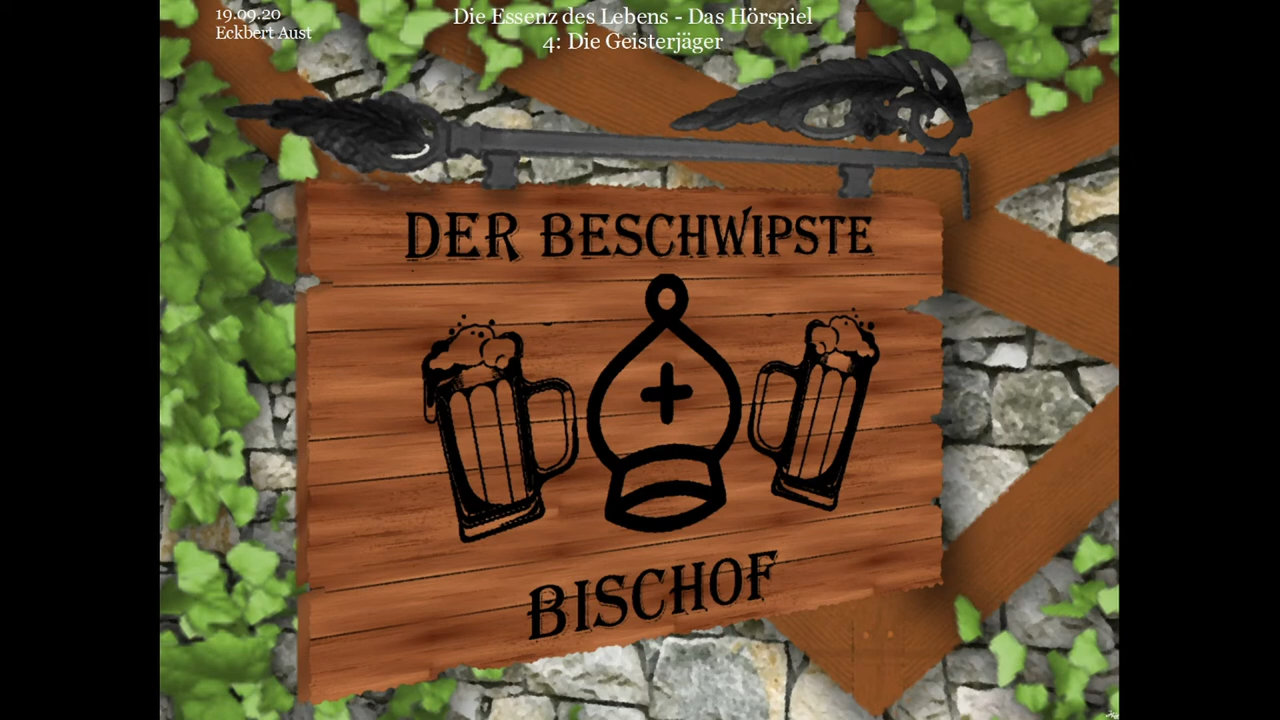 19.09.20
Eckbert Aust
Die Essenz des Lebens - Das Hörspiel
4: Die Geisterjäger
DER BESCHWIPSTE
BISCHOF